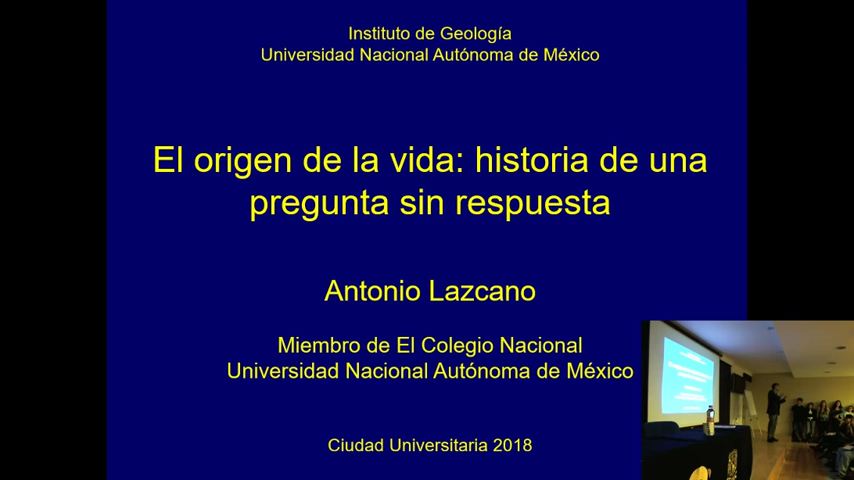 Instituto de Geología
Universidad Nacional Autónoma de México
El origen de la vida: historia de una
pregunta sin respuesta
Antonio Lazcano
Miembro de El Colegio Nacional
Universidad Nacional Autónoma de México
Ciudad Universitaria 2018